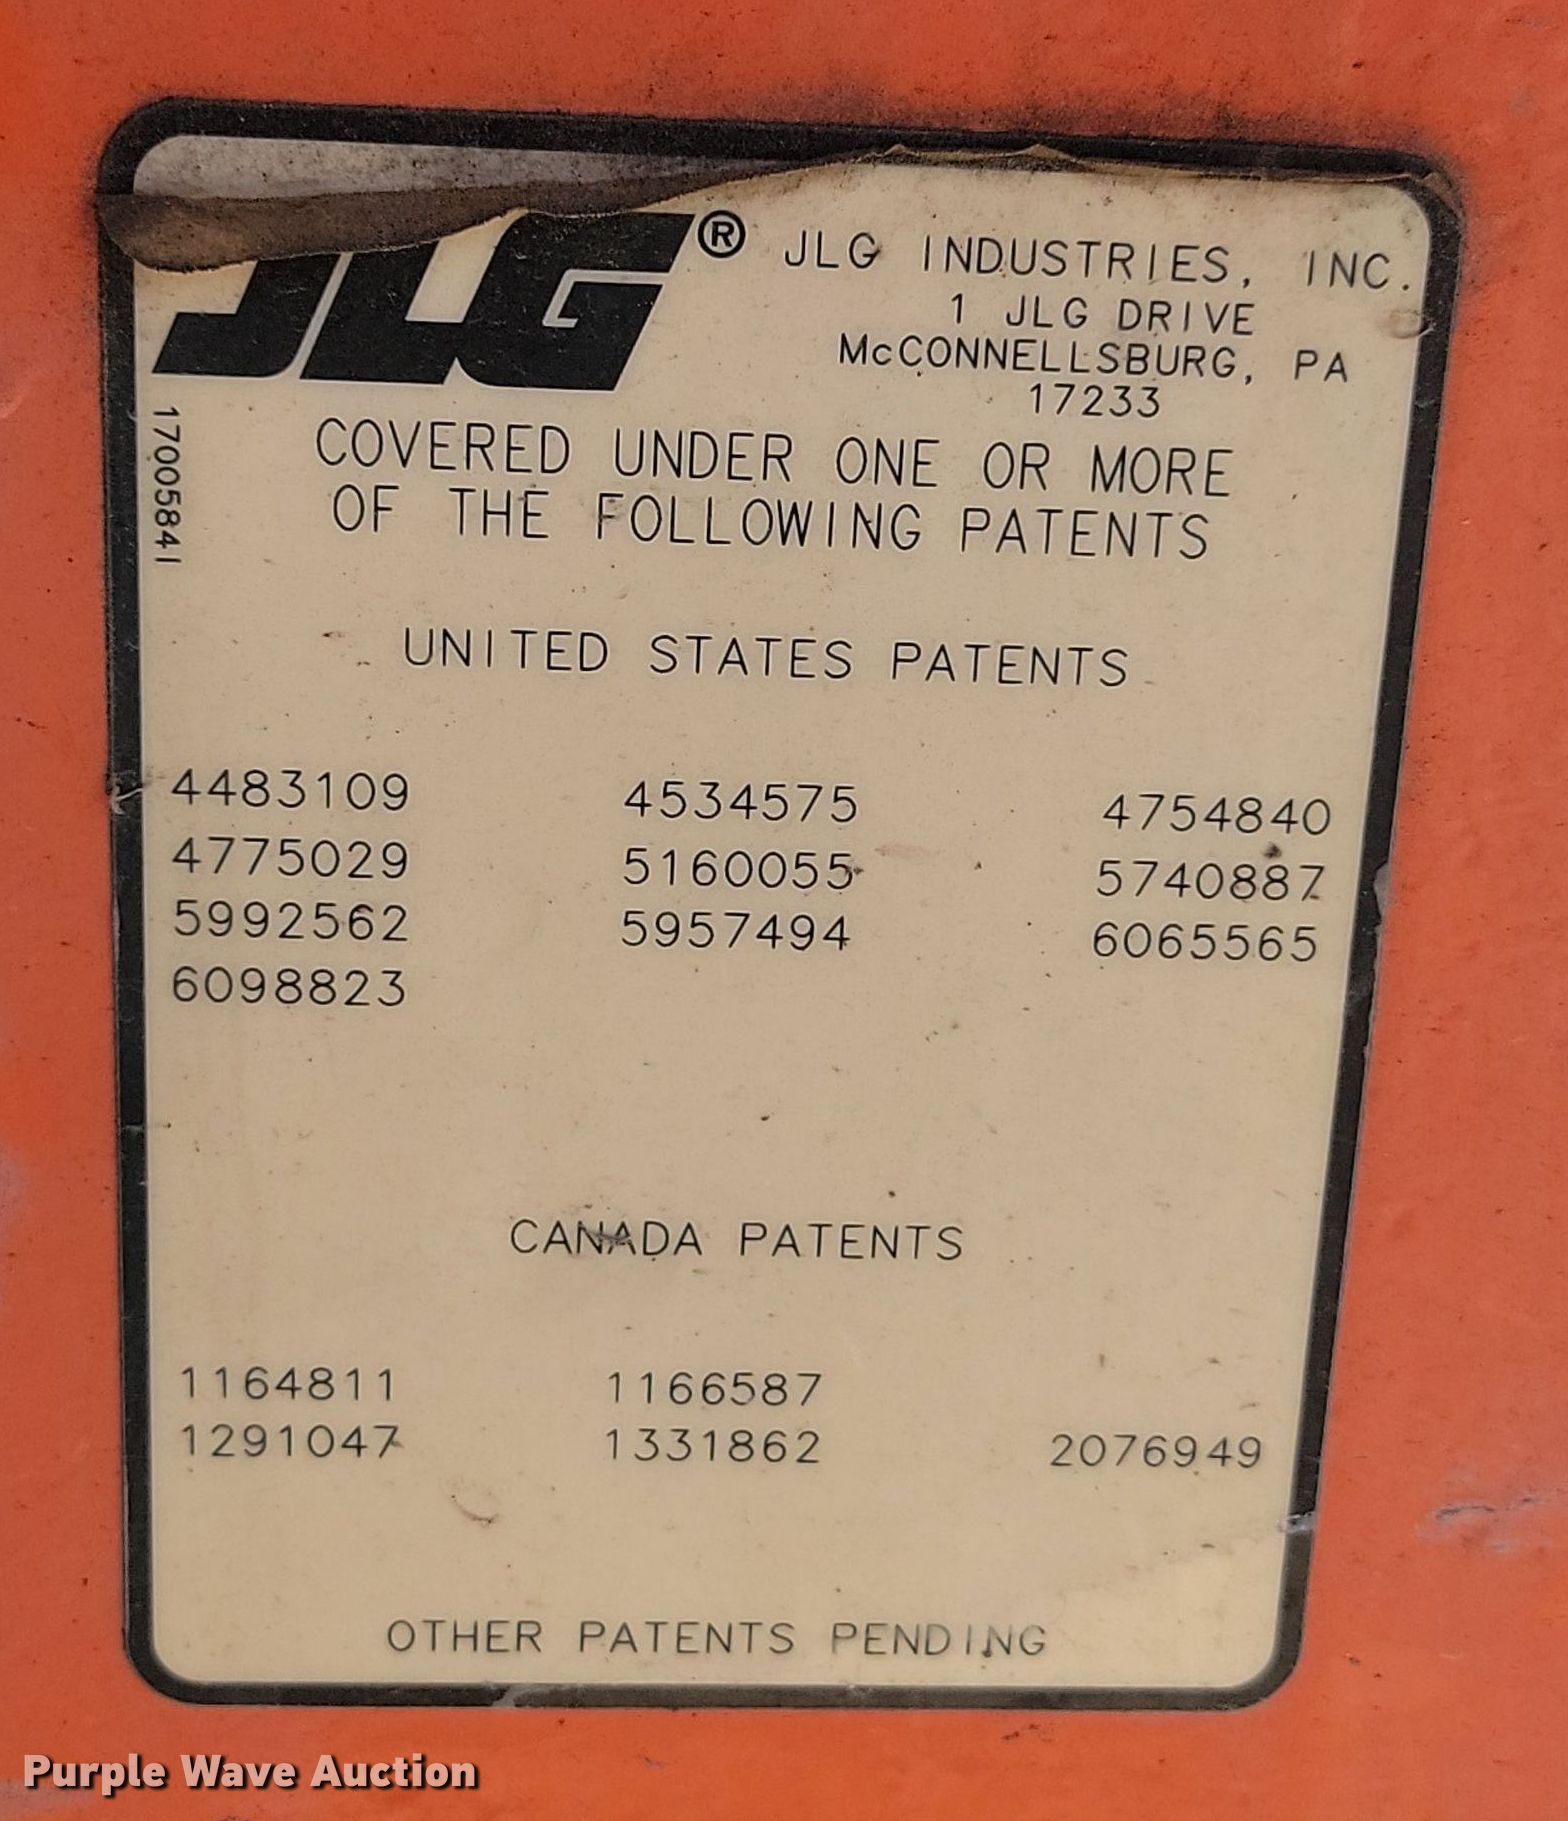 JLG® JLG INDUSTRIES, INC.
1 JLG DRIVE
McCONNELLSBURG, PA
17233
1700584I
COVERED UNDER ONE OR MORE
OF THE FOLLOWING PATENTS
UNITED STATES PATENTS
4483109 4534575 4754840
4775029 5160055 5740887
5992562 5957494 6065565
6098823
CANADA PATENTS
1164811 1166587
1291047 1331862 2076949
OTHER PATENTS PENDING
Purple Wave Auction